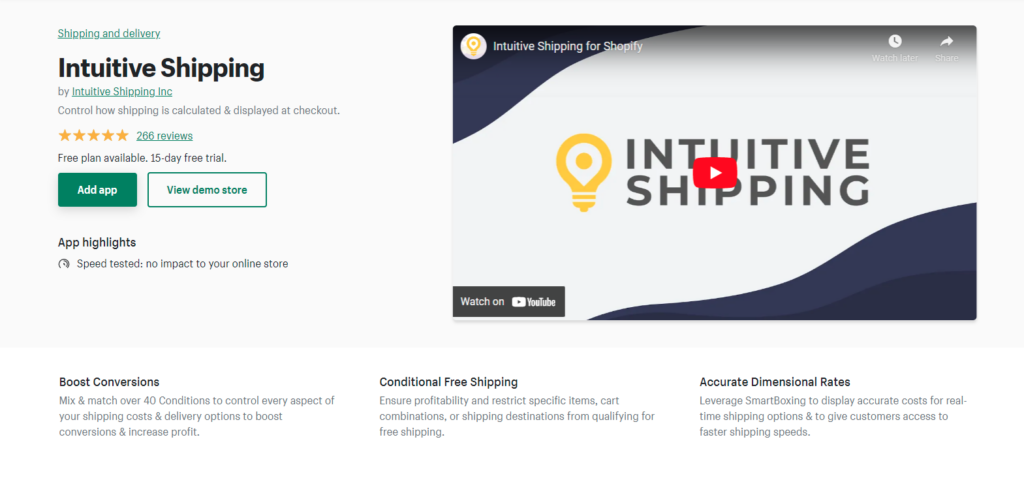 Shipping and delivery
Intuitive Shipping
by Intuitive Shipping Inc
Control how shipping is calculated & displayed at checkout.
266 reviews
Free plan available. 15-day free trial.
Add app
View demo store
App highlights
Speed tested: no impact to your online store
Intuitive Shipping for Shopify
Watch later
Share
INTUITIVE
SHIPPING
Watch on YouTube
Boost Conversions
Mix & match over 40 Conditions to control every aspect of
your shipping costs & delivery options to boost
conversions & increase profit.
Conditional Free Shipping
Ensure profitability and restrict specific items, cart
combinations, or shipping destinations from qualifying for
free shipping.
Accurate Dimensional Rates
Leverage SmartBoxing to display accurate costs for real-
time shipping options & to give customers access to
faster shipping speeds.